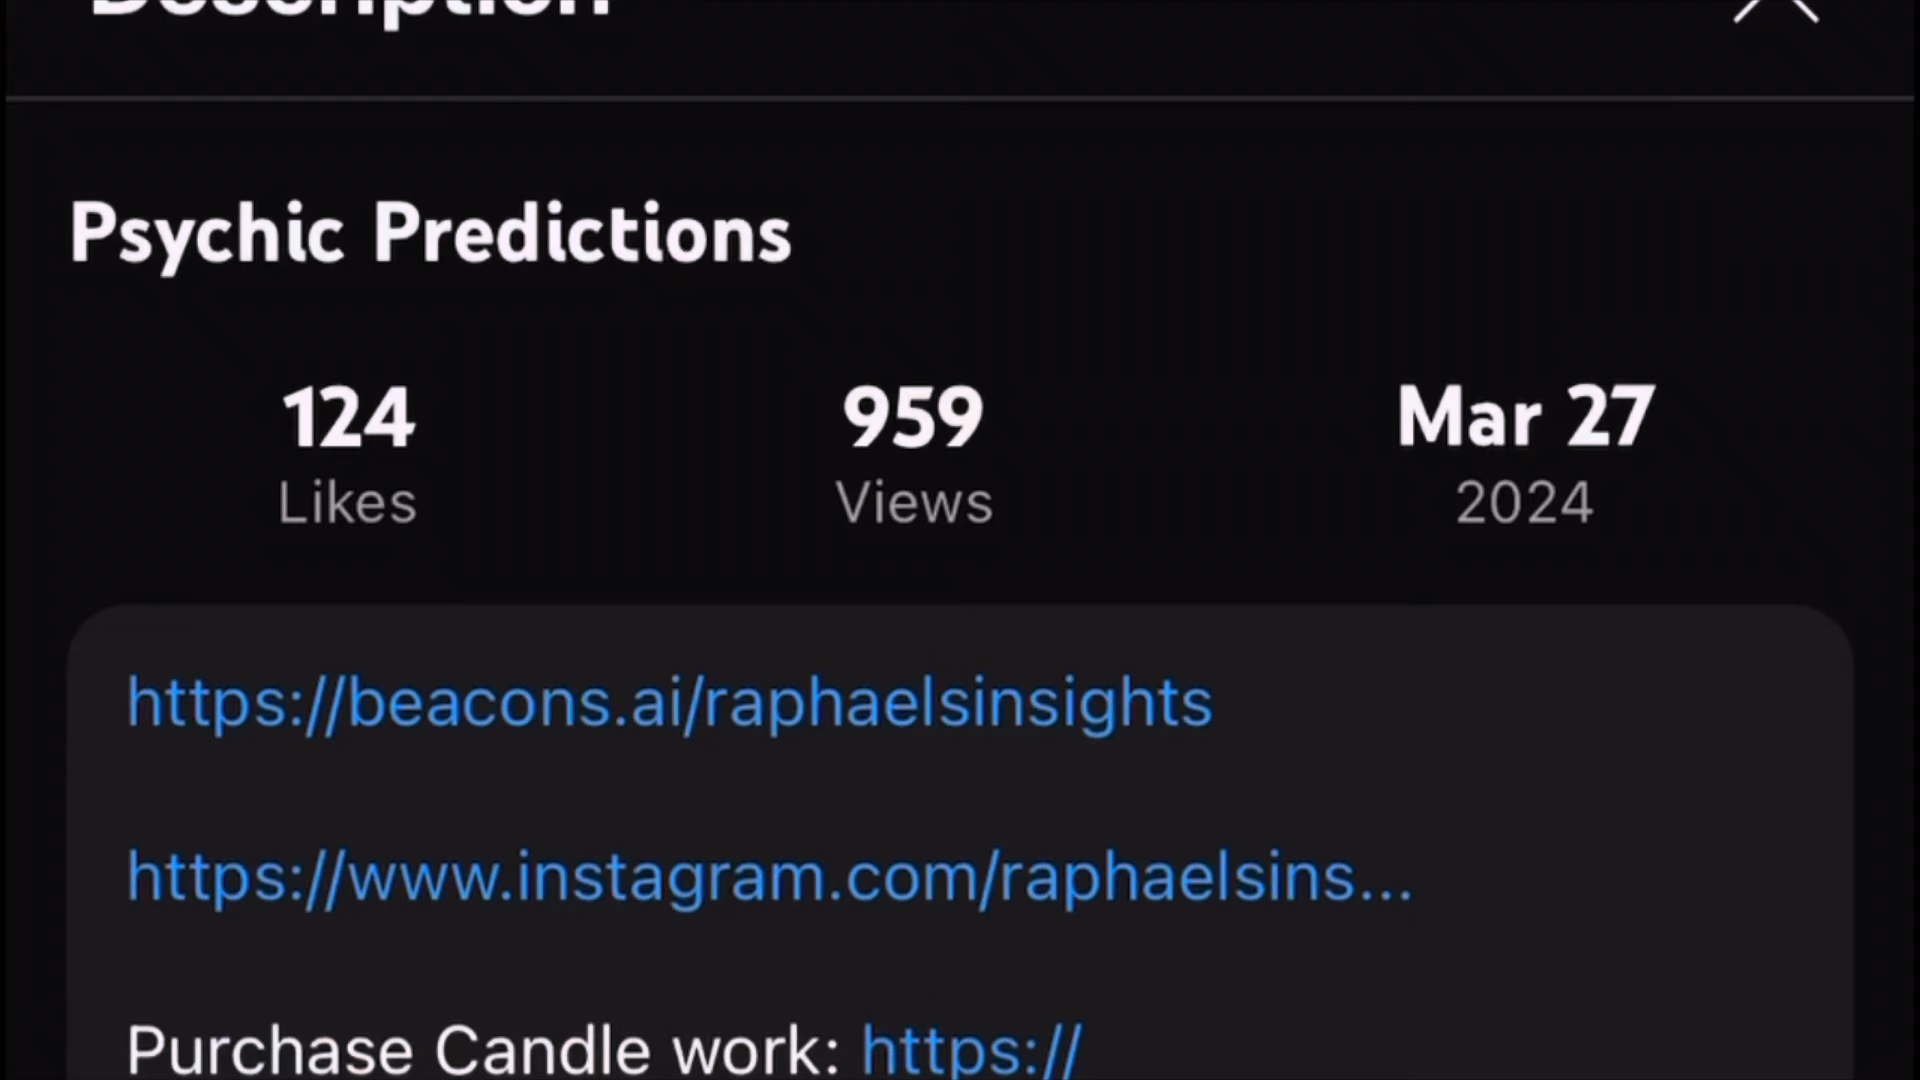 Description
Psychic Predictions
124 959 Mar 27
Likes Views 2024
https://beacons.ai/raphaelsinsights
https://www.instagram.com/raphaelsins...
Purchase Candle work: https://